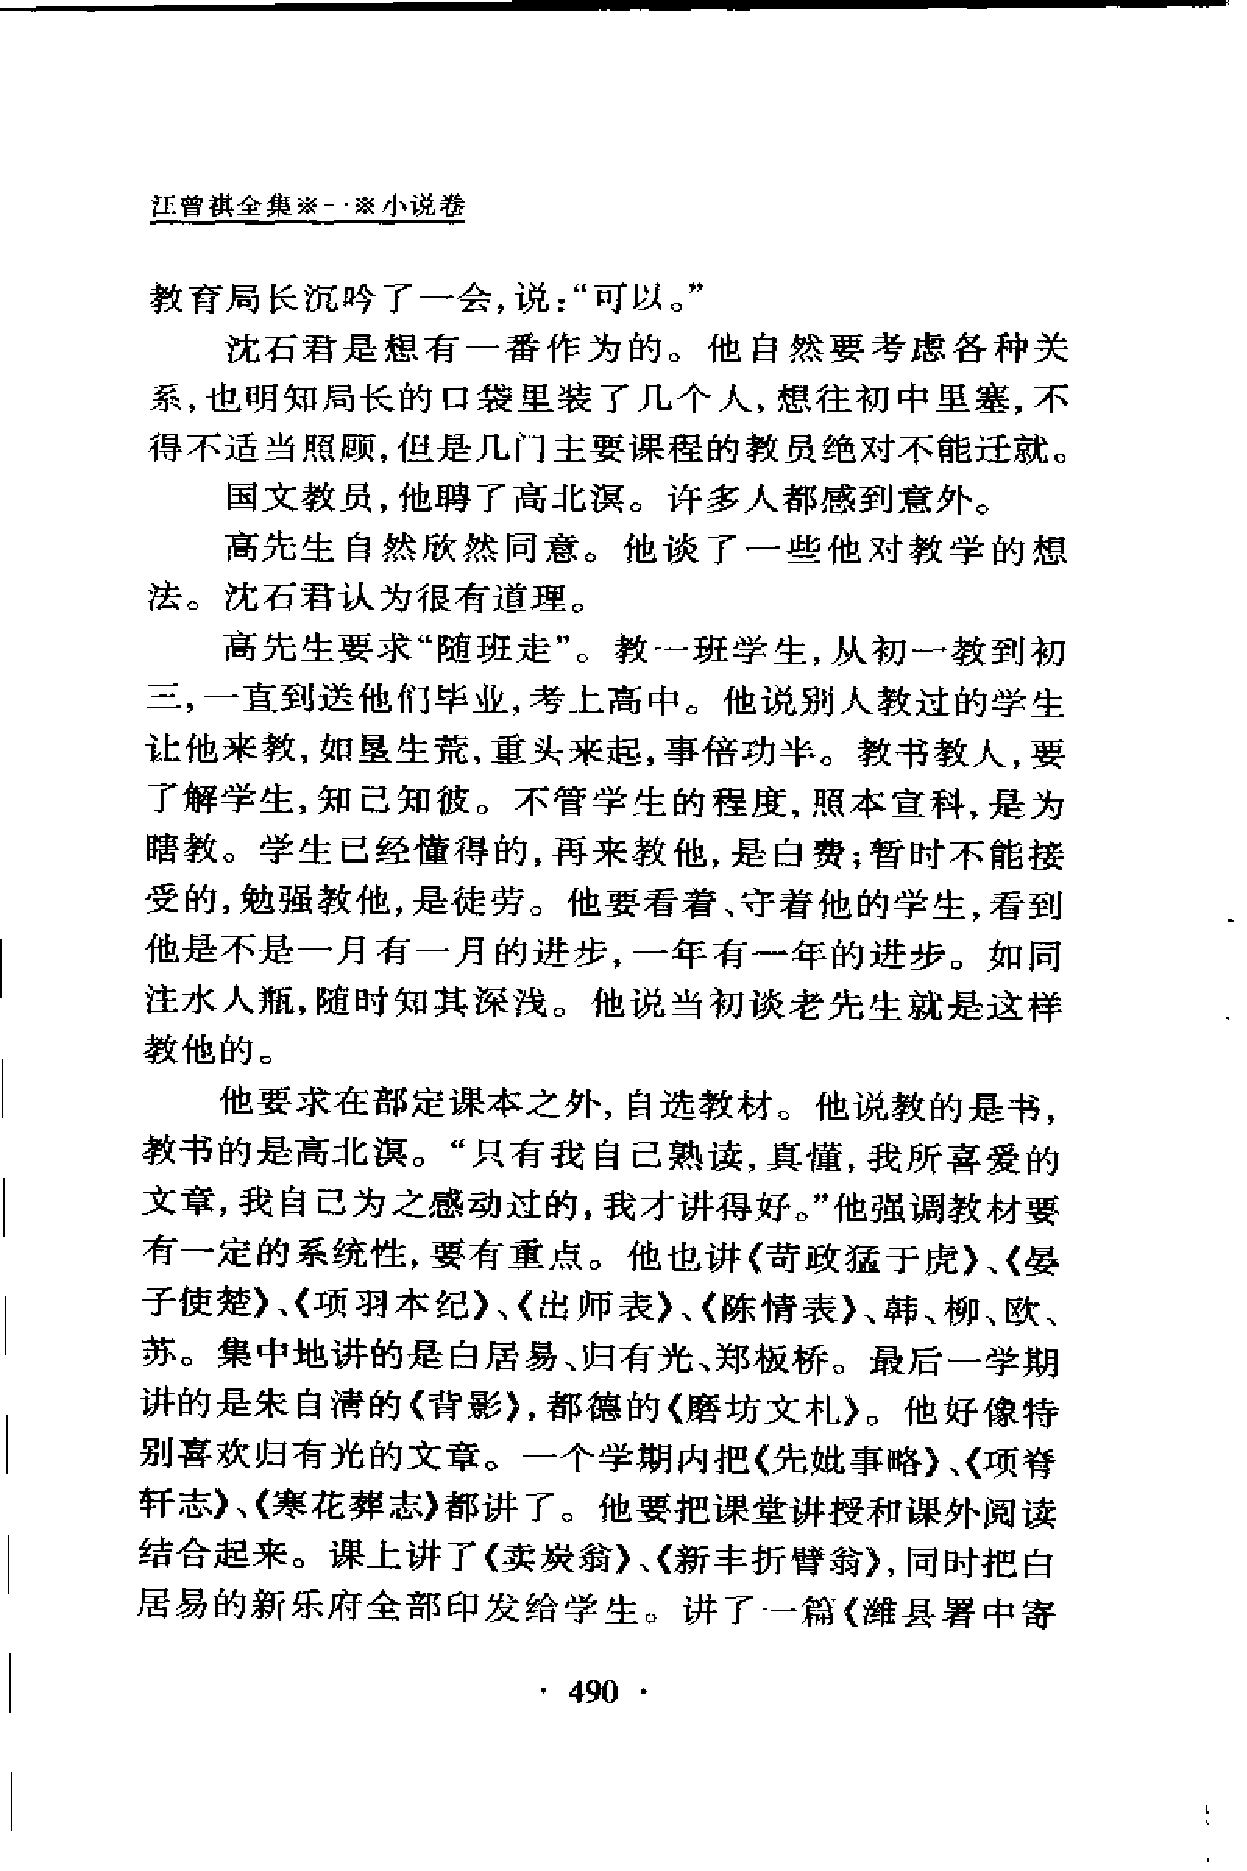 汪曾祺全集※一·※小说卷
教育局长沉吟了一会，说：“可以。”
沈石君是想有一番作为的。他自然要考虑各种关
系，也明知局长的口袋里装了几个人，想往初中里塞，不
得不适当照顾，但是几门主要课程的教员绝对不能迁就。
国文教员，他聘了高北溟。许多人都感到意外。
高先生自然欣然同意。他谈了一些他对教学的想
法。沈石君认为很有道理。
高先生要求“随班走”。教一班学生，从初一教到初
三，一直到送他们毕业，考上高中。他说别人教过的学生
让他来教，如垦生荒，重头来起，事倍功半。教书教人，要
了解学生，知己知彼。不管学生的程度，照本宣科，是为
瞎教。学生已经懂得的，再来教他，是白费；暂时不能接
受的，勉强教他，是徒劳。他要看着、守着他的学生，看到
他是不是一月有一月的进步，一年有一年的进步。如同
注水人瓶，随时知其深浅。他说当初谈老先生就是这样
教他的。
他要求在部定课本之外，自选教材。他说教的是书，
教书的是高北溟。“只有我自己熟读，真懂，我所喜爱的
文章，我自己为之感动过的，我才讲得好。”他强调教材要
有一定的系统性，要有重点。他也讲《苛政猛于虎》、《晏
子使楚》、《项羽本纪》、《出师表》、《陈情表》、韩、柳、欧、
苏。集中地讲的是白居易、归有光、郑板桥。最后一学期
讲的是朱自清的《背影》，都德的《磨坊文札》。他好像特
别喜欢归有光的文章。一个学期内把《先妣事略》、《项脊
轩志》、《寒花葬志》都讲了。他要把课堂讲授和课外阅读
结合起来。课上讲了《卖炭翁》、《新丰折臂翁》，同时把白
居易的新乐府全部印发给学生。讲了一篇《潍县署中寄
· 490 ·